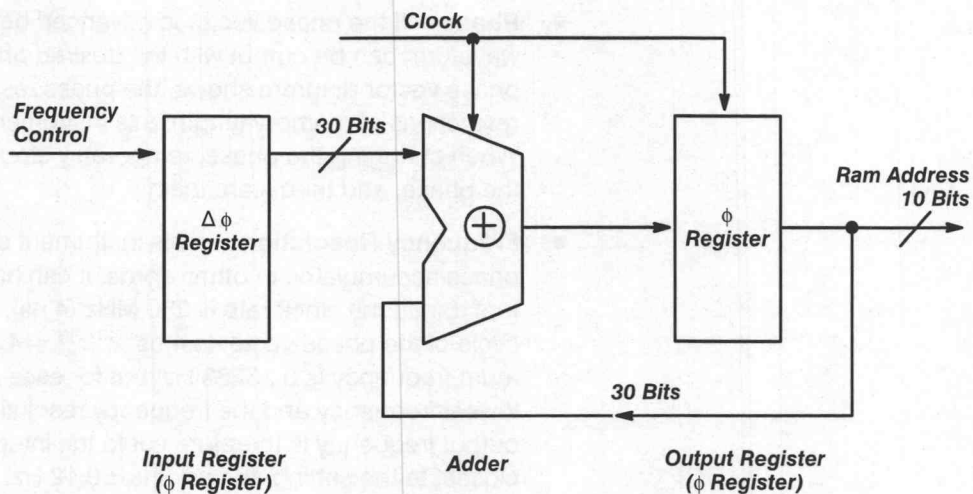 Clock
Frequency
Control
30 Bits
Δ ϕ
Register
ϕ
Register
Ram Address
10 Bits
30 Bits
Input Register
(ϕ Register)
Adder
Output Register
(ϕ Register)